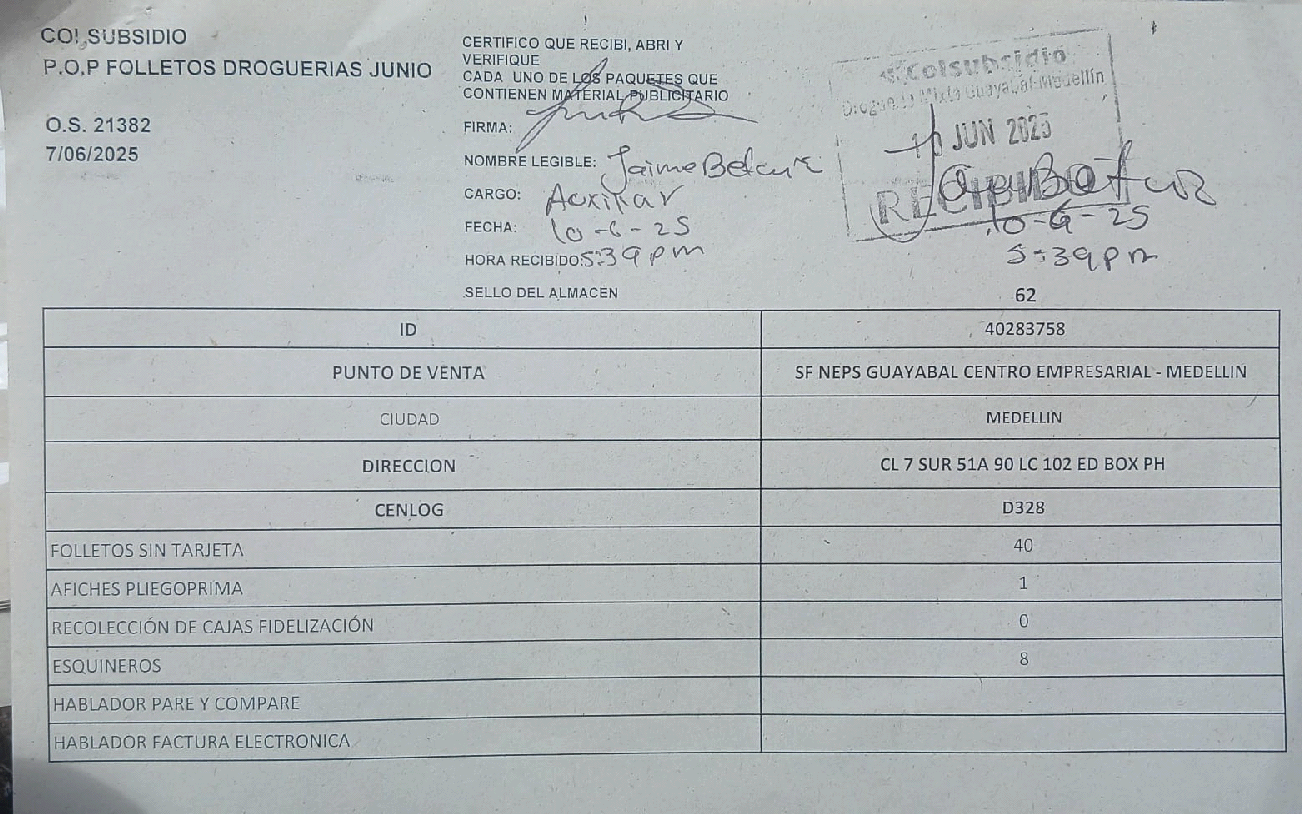 COLSUBSIDIO
P.O.P FOLLETOS DROGUERIAS JUNIO
O.S. 21382
7/06/2025
CERTIFICO QUE RECIBI, ABRI Y
VERIFIQUE
CADA UNO DE LOS PAQUETES QUE
CONTIENEN MATERIAL PUBLICITARIO
FIRMA:
NOMBRE LEGIBLE: Jaime
CARGO: Auxiliar
FECHA: 10-6-25
HORA RECIBIDO 5:39 pm
SELLO DEL ALMACEN
Colsubsidio
Drogueria Mixta Guayabal-Medellín
10 JUN 2025
RECIBIDO
10-6-25
5:39 pm
62
ID 40283758
PUNTO DE VENTA SF NEPS GUAYABAL CENTRO EMPRESARIAL - MEDELLIN
CIUDAD MEDELLIN
DIRECCION CL 7 SUR 51A 90 LC 102 ED BOX PH
CENLOG D328
FOLLETOS SIN TARJETA 40
AFICHES PLIEGOPRIMA 1
RECOLECCIÓN DE CAJAS FIDELIZACIÓN 0
ESQUINEROS 8
HABLADOR PARE Y COMPARE
HABLADOR FACTURA ELECTRONICA